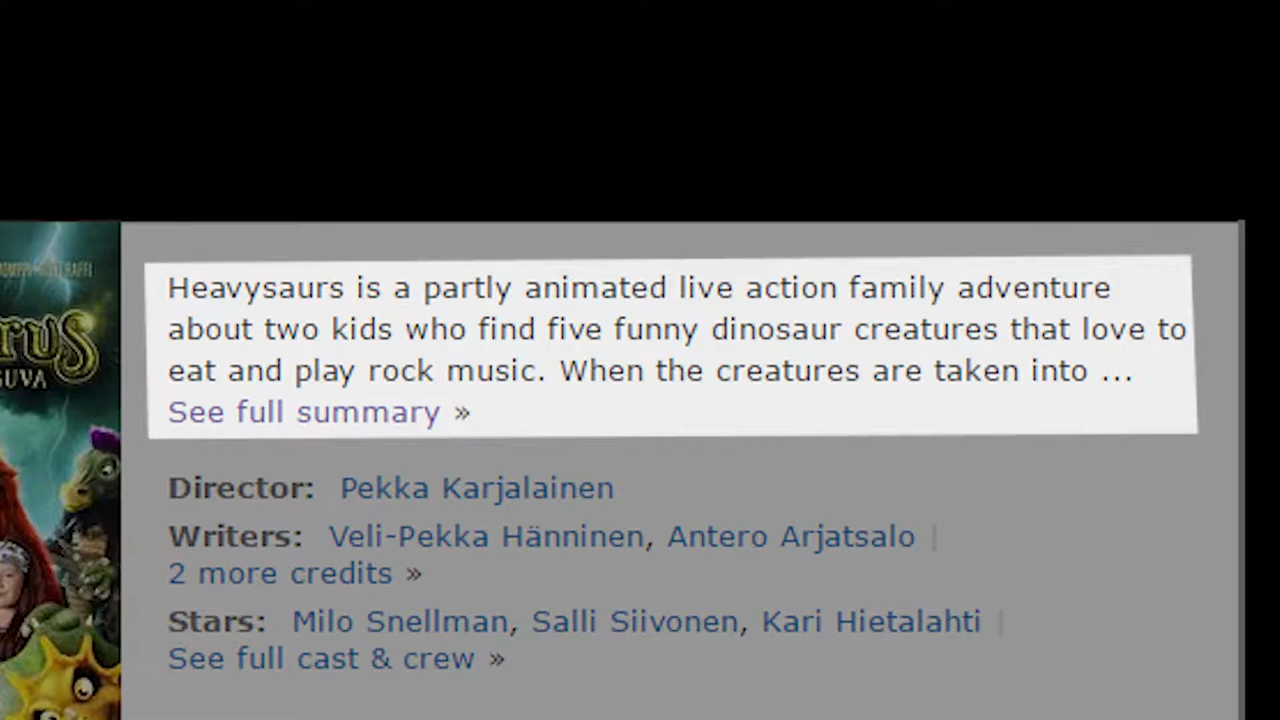 rus
Heavysaurs is a partly animated live action family adventure
about two kids who find five funny dinosaur creatures that love to
eat and play rock music. When the creatures are taken into ...
See full summary »
Director: Pekka Karjalainen
Writers: Veli-Pekka Hänninen, Antero Arjatsalo |
2 more credits »
Stars: Milo Snellman, Salli Siivonen, Kari Hietalahti |
See full cast & crew »